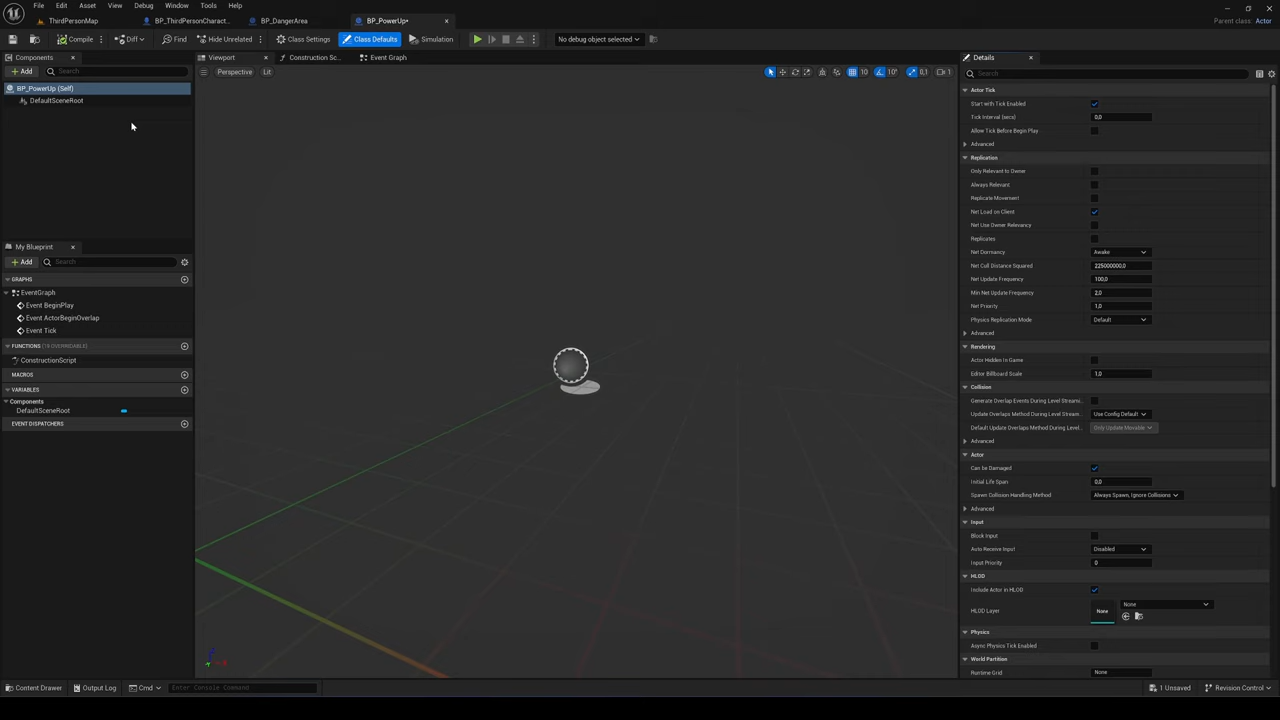 File Edit Asset View Debug Window Tools Help
ThirdPersonMap BP_ThirdPersonCharact... BP_DangerArea BP_PowerUp• Parent class: Actor
Compile Diff Find Hide Unrelated Class Settings Class Defaults Simulation No debug object selected
Components Viewport Construction Sc... Event Graph Details
+ Add Search Perspective Lit 10 10° 0,1 1 Search
BP_PowerUp (Self)
DefaultSceneRoot
My Blueprint
+ Add Search
GRAPHS
EventGraph
Event BeginPlay
Event ActorBeginOverlap
Event Tick
FUNCTIONS (18 OVERRIDABLE)
ConstructionScript
MACROS
VARIABLES
Components
DefaultSceneRoot
EVENT DISPATCHERS
Actor Tick
Start with Tick Enabled
Tick Interval (secs) 0,0
Allow Tick Before Begin Play
Advanced
Replication
Only Relevant to Owner
Always Relevant
Replicate Movement
Net Load on Client
Net Use Owner Relevancy
Replicates
Net Dormancy Awake
Net Cull Distance Squared 225000000,0
Net Update Frequency 100,0
Min Net Update Frequency 2,0
Net Priority 1,0
Physics Replication Mode Default
Advanced
Rendering
Actor Hidden In Game
Editor Billboard Scale 1,0
Collision
Generate Overlap Events During Level Streami...
Update Overlaps Method During Level Stream... Use Config Default
Default Update Overlaps Method During Level... Only Update Movable
Advanced
Actor
Can be Damaged
Initial Life Span 0,0
Spawn Collision Handling Method Always Spawn, Ignore Collisions
Advanced
Input
Block Input
Auto Receive Input Disabled
Input Priority 0
HLOD
Include Actor in HLOD
None
HLOD Layer None
Physics
Async Physics Tick Enabled
World Partition
Runtime Grid None
Content Drawer Output Log Cmd Enter Console Command 1 Unsaved Revision Control